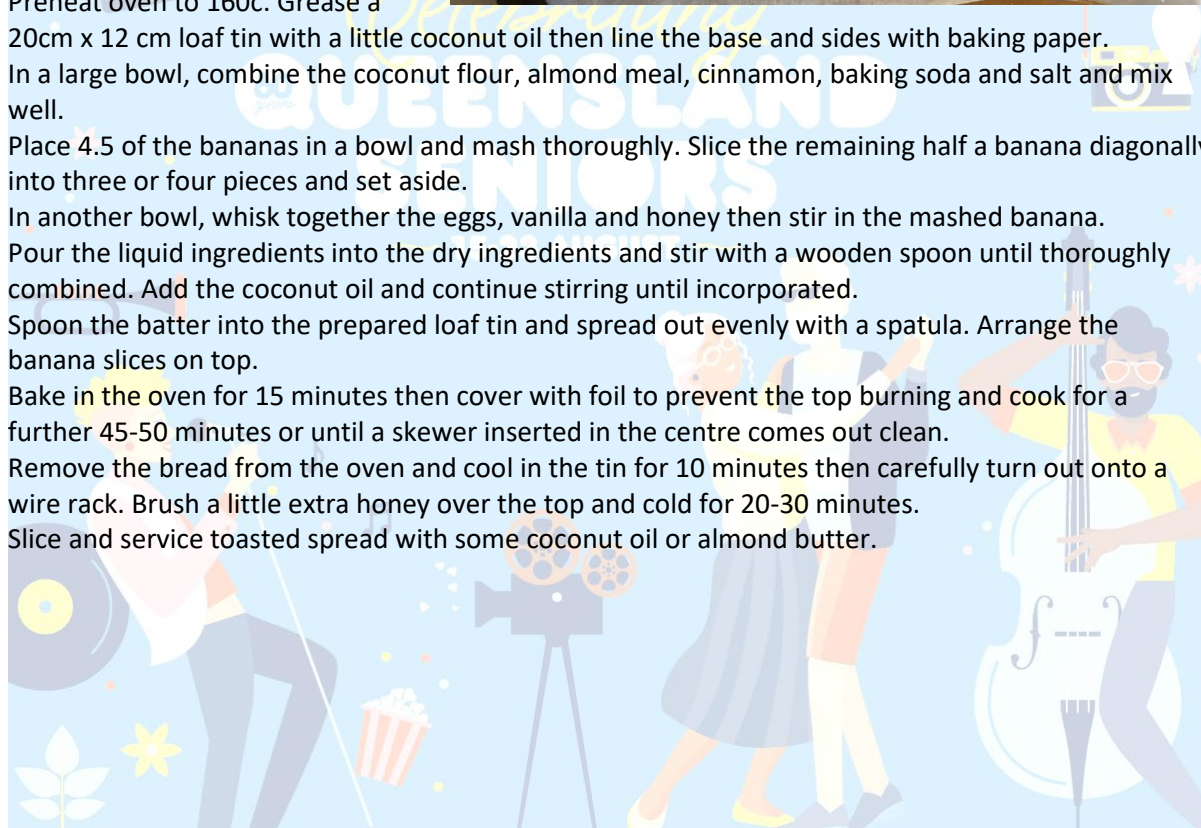 Preheat oven to 160c. Grease a
20cm x 12 cm loaf tin with a little coconut oil then line the base and sides with baking paper.
In a large bowl, combine the coconut flour, almond meal, cinnamon, baking soda and salt and mix
well.
Place 4.5 of the bananas in a bowl and mash thoroughly. Slice the remaining half a banana diagonally
into three or four pieces and set aside.
In another bowl, whisk together the eggs, vanilla and honey then stir in the mashed banana.
Pour the liquid ingredients into the dry ingredients and stir with a wooden spoon until thoroughly
combined. Add the coconut oil and continue stirring until incorporated.
Spoon the batter into the prepared loaf tin and spread out evenly with a spatula. Arrange the
banana slices on top.
Bake in the oven for 15 minutes then cover with foil to prevent the top burning and cook for a
further 45-50 minutes or until a skewer inserted in the centre comes out clean.
Remove the bread from the oven and cool in the tin for 10 minutes then carefully turn out onto a
wire rack. Brush a little extra honey over the top and cold for 20-30 minutes.
Slice and service toasted spread with some coconut oil or almond butter.
Celebrating
QUEENSLAND
SENIORS
AUGUST